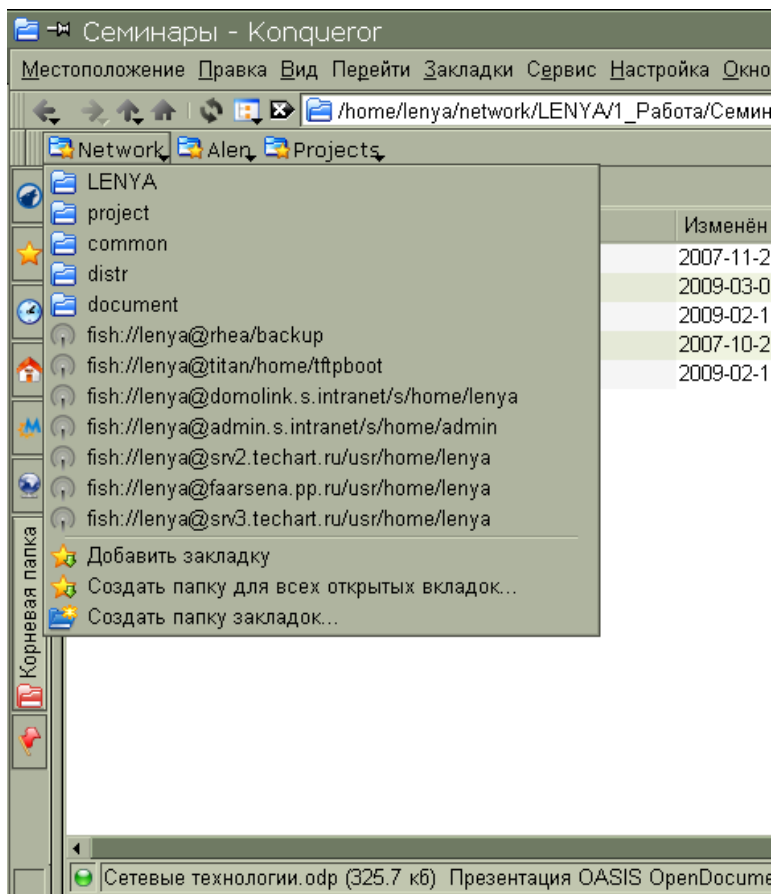 Семинары - Konqueror
Местоположение Правка Вид Перейти Закладки Сервис Настройка Окно
/home/lenya/network/LENYA/1_Работа/Семин
Network Alen Projects
LENYA
project
Изменён
common
2007-11-2
distr
2009-03-0
document
2009-02-1
fish://lenya@rhea/backup
2007-10-2
fish://lenya@titan/home/tftpboot
2009-02-1
fish://lenya@domolink.s.intranet/s/home/lenya
fish://lenya@admin.s.intranet/s/home/admin
fish://lenya@srv2.techart.ru/usr/home/lenya
fish://lenya@faarsena.pp.ru/usr/home/lenya
fish://lenya@srv3.techart.ru/usr/home/lenya
Добавить закладку
Создать папку для всех открытых вкладок...
Создать папку закладок...
Корневая папка
Сетевые технологии.odp (325.7 кб) Презентация OASIS OpenDocume